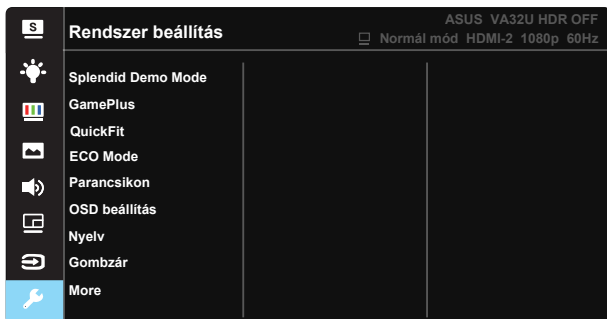 S
ASUS VA32U HDR OFF
Rendszer beállítás
Normál mód HDMI-2 1080p 60Hz
Splendid Demo Mode
GamePlus
QuickFit
ECO Mode
Parancsikon
OSD beállítás
Nyelv
Gombzár
More